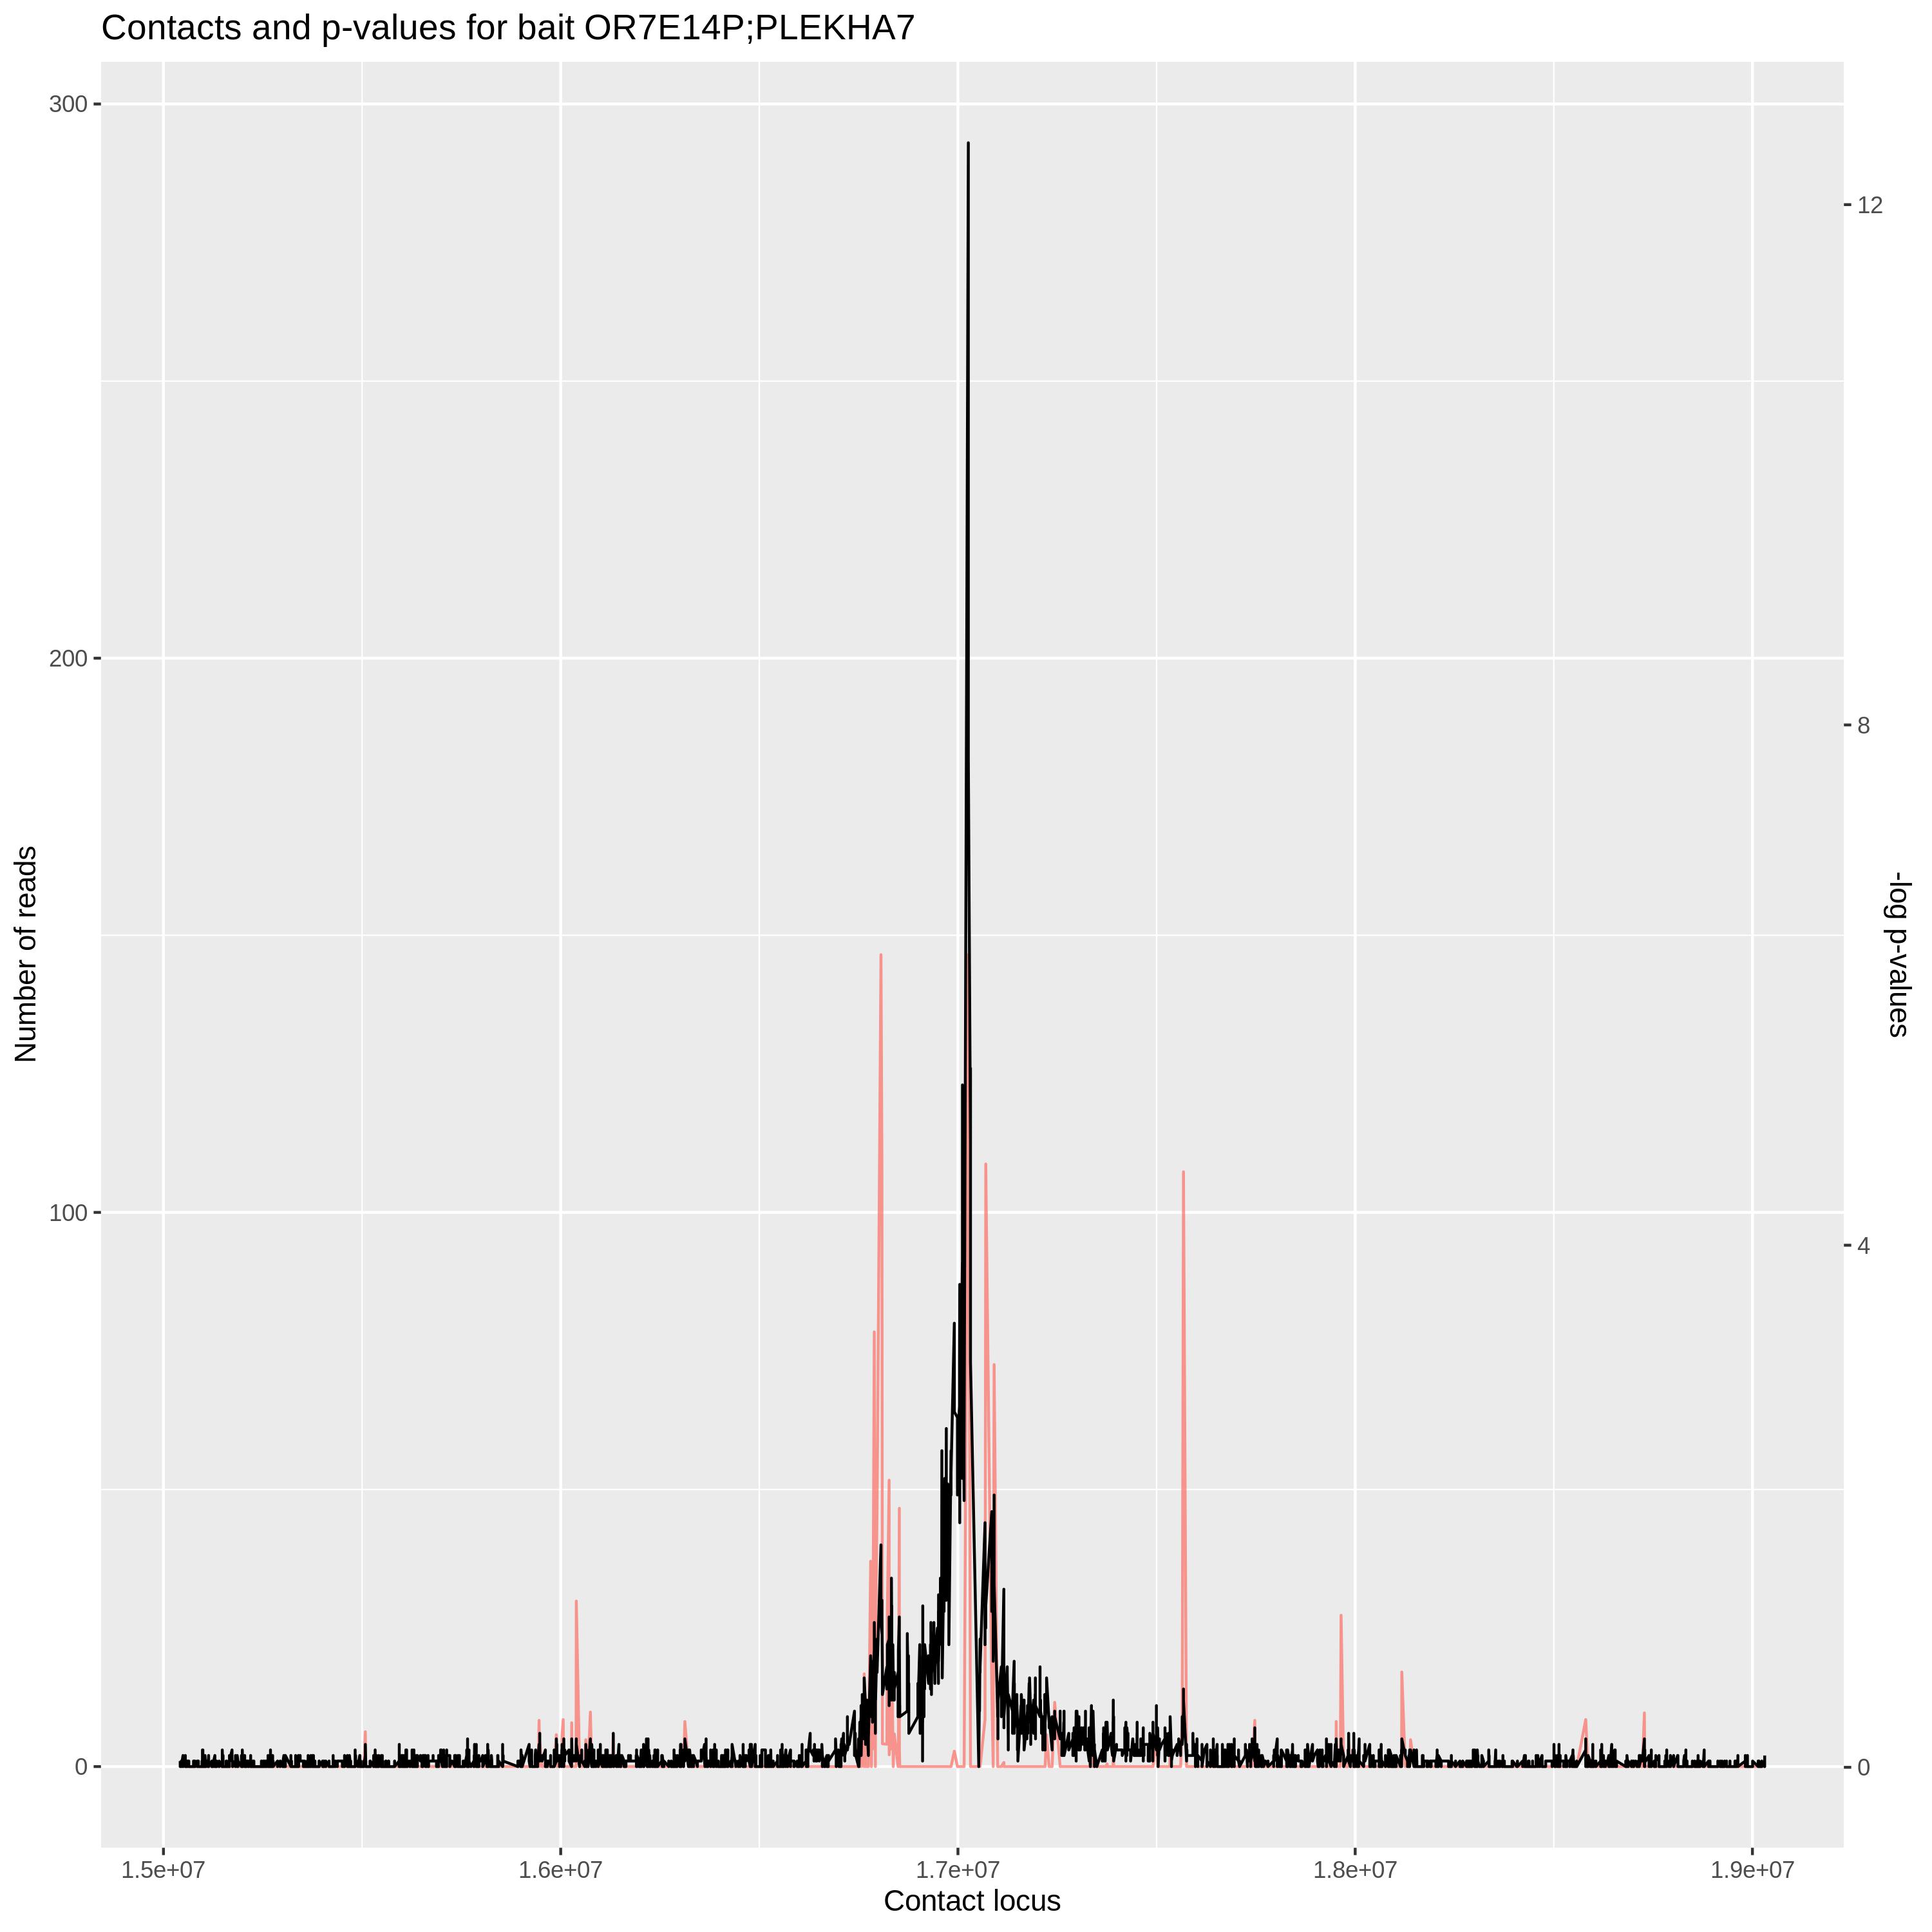 Contacts and p-values for bait OR7E14P;PLEKHA7
300
200
100
0
Number of reads
12
8
4
0
-log p-values
1.5e+07 1.6e+07 1.7e+07 1.8e+07 1.9e+07
Contact locus